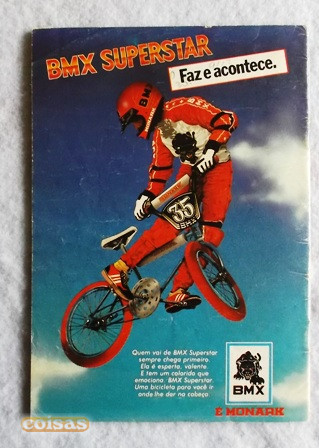 BMX SUPERSTAR
Faz e acontece.
BMX
35
BMX
Quem vai de BMX Superstar
sempre chega primeiro.
Ela é esperta, valente.
E tem um colorido que
emociona. BMX Superstar.
Uma bicicleta para você ir
onde lhe der na cabeça.
BMX
É MONARK
coisas